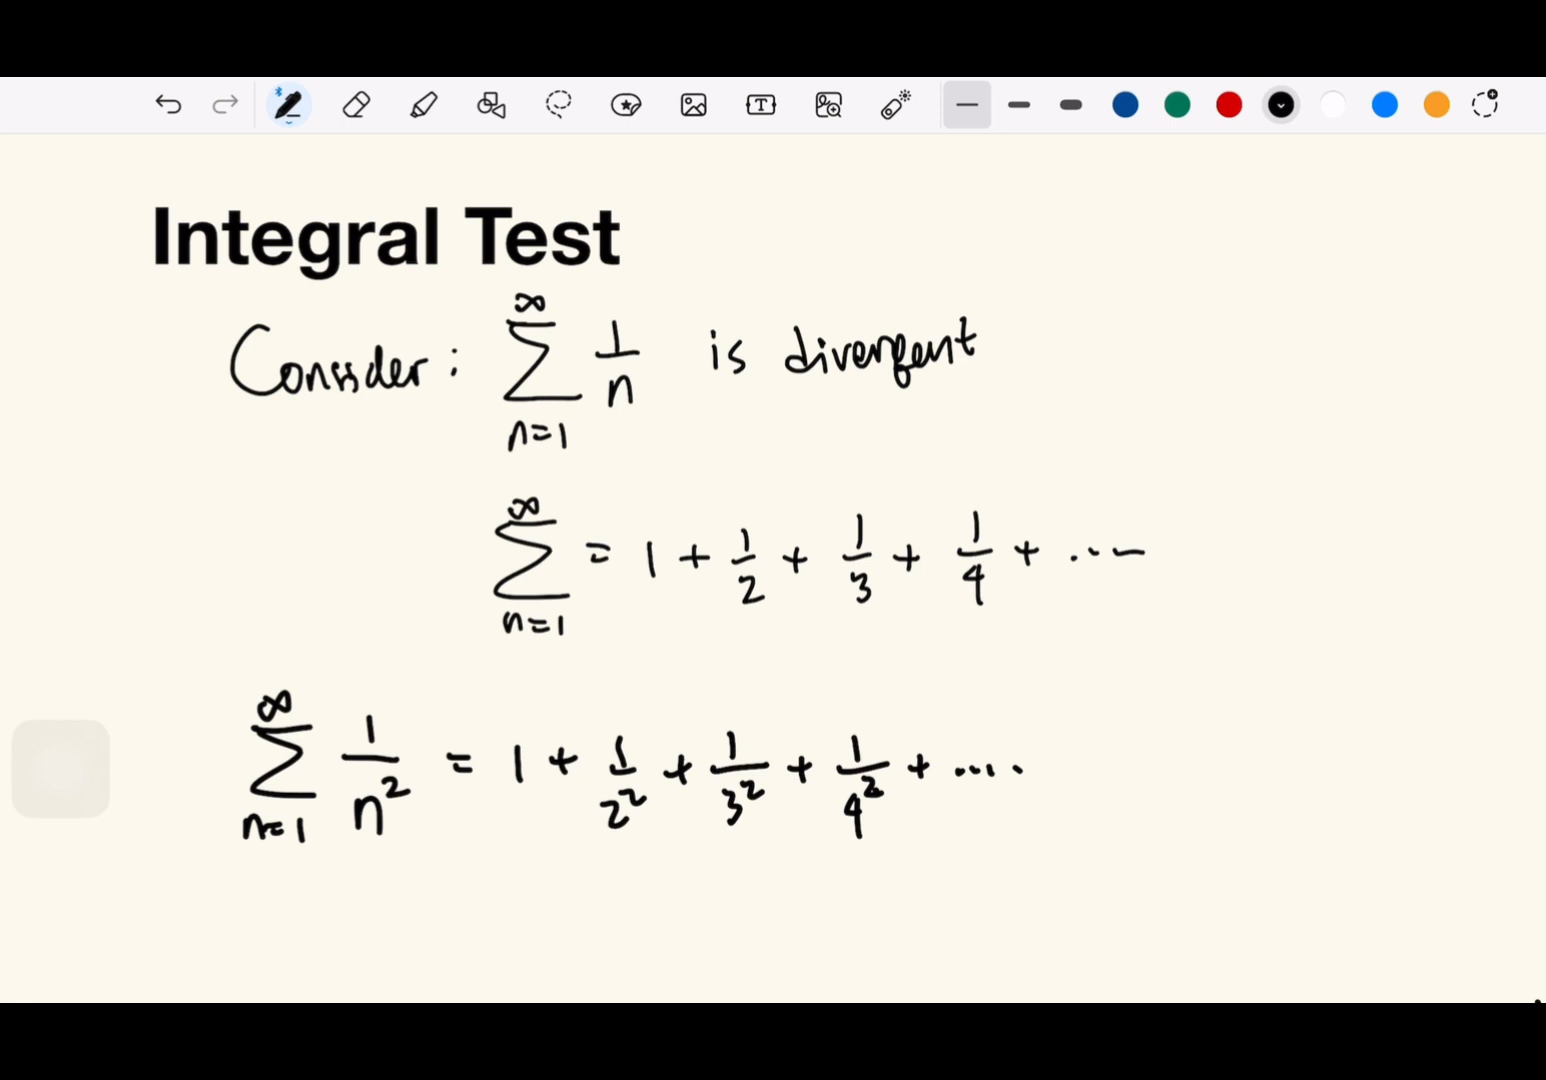 Integral Test
Consider : ∞ ∑ n=1 1/n is divergent
∞ ∑ n=1 = 1 + 1/2 + 1/3 + 1/4 + ....
∞ ∑ n=1 1/n² = 1 + 1/2² + 1/3² + 1/4² + .....